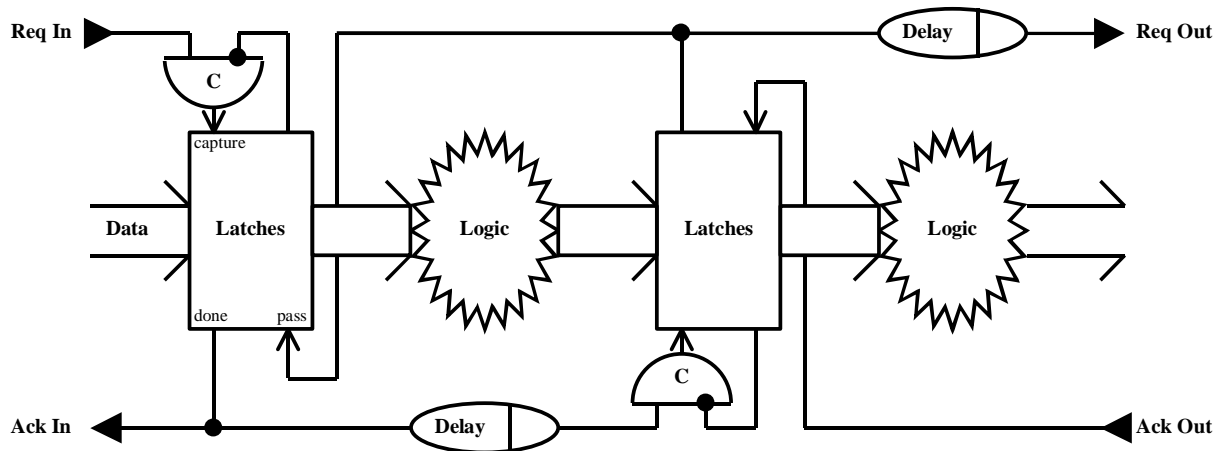 Req In
Delay
Req Out
C
capture
Data
Latches
Logic
Latches
Logic
done
pass
C
Ack In
Delay
Ack Out